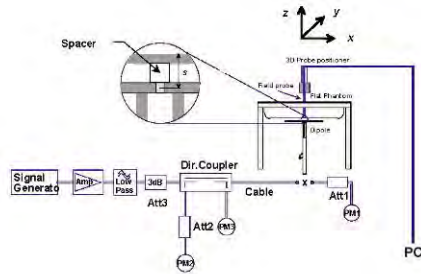 z
y
x
Spacer
s
3D Probe positioner
Field probe
Flat Phantom
Dipole
Signal
Generato
Amp
Low
Pass
3dB
Att3
Dir.Coupler
Cable
x
Att1
PM1
Att2
PM3
PM2
PC